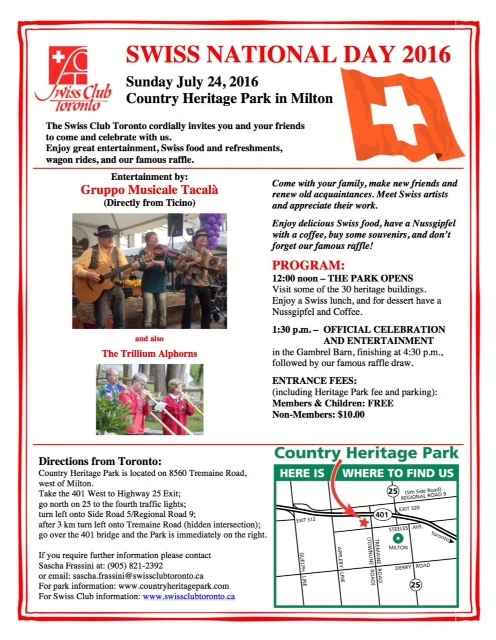 SWISS NATIONAL DAY 2016
Swiss Club
Toronto
Sunday July 24, 2016
Country Heritage Park in Milton
The Swiss Club Toronto cordially invites you and your friends
to come and celebrate with us.
Enjoy great entertainment, Swiss food and refreshments,
wagon rides, and our famous raffle.
Entertainment by:
Gruppo Musicale Tacalà
(Directly from Ticino)
and also
The Trillium Alphorns
Come with your family, make new friends and
renew old acquaintances. Meet Swiss artists
and appreciate their work.
Enjoy delicious Swiss food, have a Nussgipfel
with a coffee, buy some souvenirs, and don't
forget our famous raffle!
PROGRAM:
12:00 noon – THE PARK OPENS
Visit some of the 30 heritage buildings.
Enjoy a Swiss lunch, and for dessert have a
Nussgipfel and Coffee.
1:30 p.m. – OFFICIAL CELEBRATION
AND ENTERTAINMENT
in the Gambrel Barn, finishing at 4:30 p.m.,
followed by our famous raffle draw.
ENTRANCE FEES:
(including Heritage Park fee and parking):
Members & Children: FREE
Non-Members: $10.00
Directions from Toronto:
Country Heritage Park is located on 8560 Tremaine Road,
west of Milton.
Take the 401 West to Highway 25 Exit;
go north on 25 to the fourth traffic lights;
turn left onto Side Road 5/Regional Road 9;
after 3 km turn left onto Tremaine Road (hidden intersection);
go over the 401 bridge and the Park is immediately on the right.
If you require further information please contact
Sascha Frassini at: (905) 821-2392
or email: sascha.frassini@swissclubtoronto.ca
For park information: www.countryheritagepark.com
For Swiss Club information: www.swissclubtoronto.ca
Country Heritage Park
HERE IS WHERE TO FIND US
25
(5th Side Road)
REGIONAL ROAD 9
EXIT 312
401
EXIT 320
STEELES AVE.
Toronto
MILTON
GUELPH LINE
APPLEBY LINE
TREMAINE ROAD
(TOWNLINE ROAD)
DERRY ROAD
25